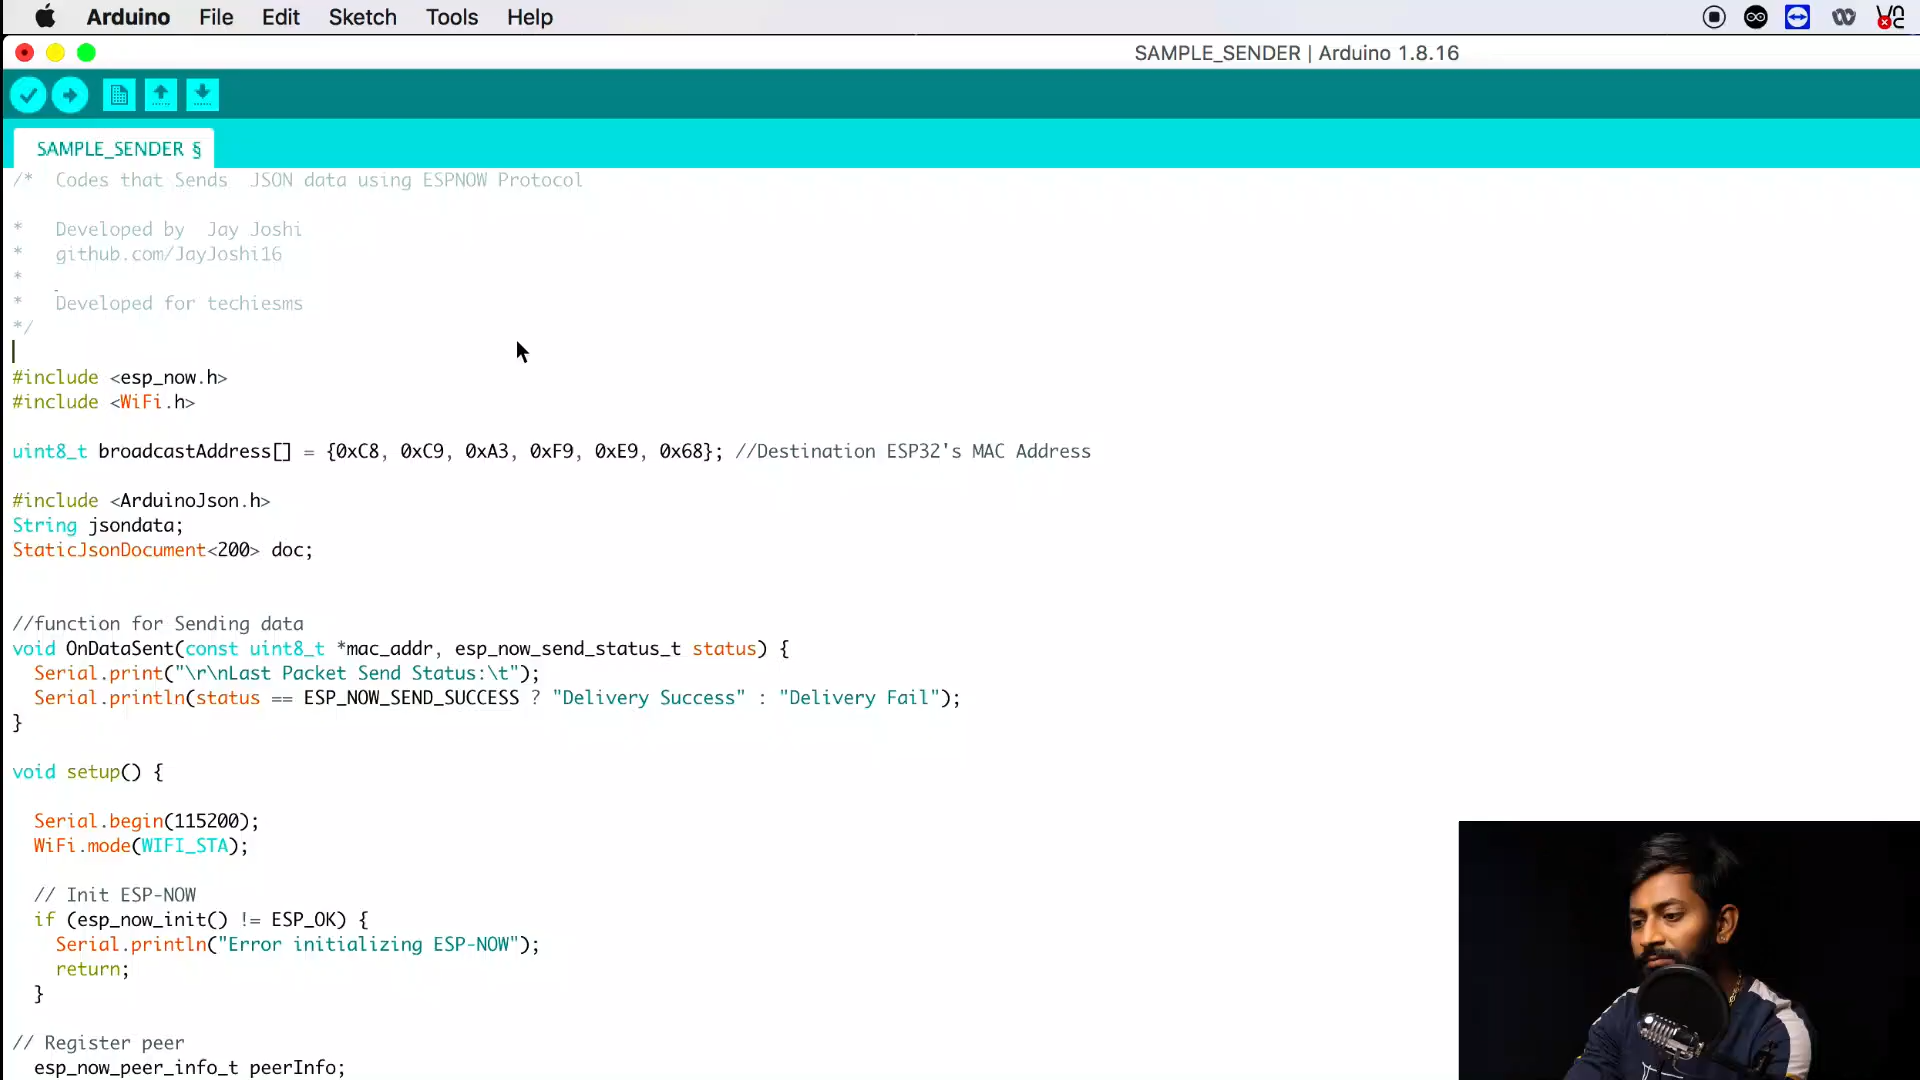 Arduino File Edit Sketch Tools Help
SAMPLE_SENDER | Arduino 1.8.16
SAMPLE_SENDER §
/*  Codes that Sends  JSON data using ESPNOW Protocol
*   Developed by  Jay Joshi
*   github.com/JayJoshi16
*
*   Developed for techiesms
*/
#include <esp_now.h>
#include <WiFi.h>
uint8_t broadcastAddress[] = {0xC8, 0xC9, 0xA3, 0xF9, 0xE9, 0x68}; //Destination ESP32's MAC Address
#include <ArduinoJson.h>
String jsondata;
StaticJsonDocument<200> doc;
//function for Sending data
void OnDataSent(const uint8_t *mac_addr, esp_now_send_status_t status) {
  Serial.print("\r\nLast Packet Send Status:\t");
  Serial.println(status == ESP_NOW_SEND_SUCCESS ? "Delivery Success" : "Delivery Fail");
}
void setup() {
  Serial.begin(115200);
  WiFi.mode(WIFI_STA);
  // Init ESP-NOW
  if (esp_now_init() != ESP_OK) {
    Serial.println("Error initializing ESP-NOW");
    return;
  }
// Register peer
  esp_now_peer_info_t peerInfo;